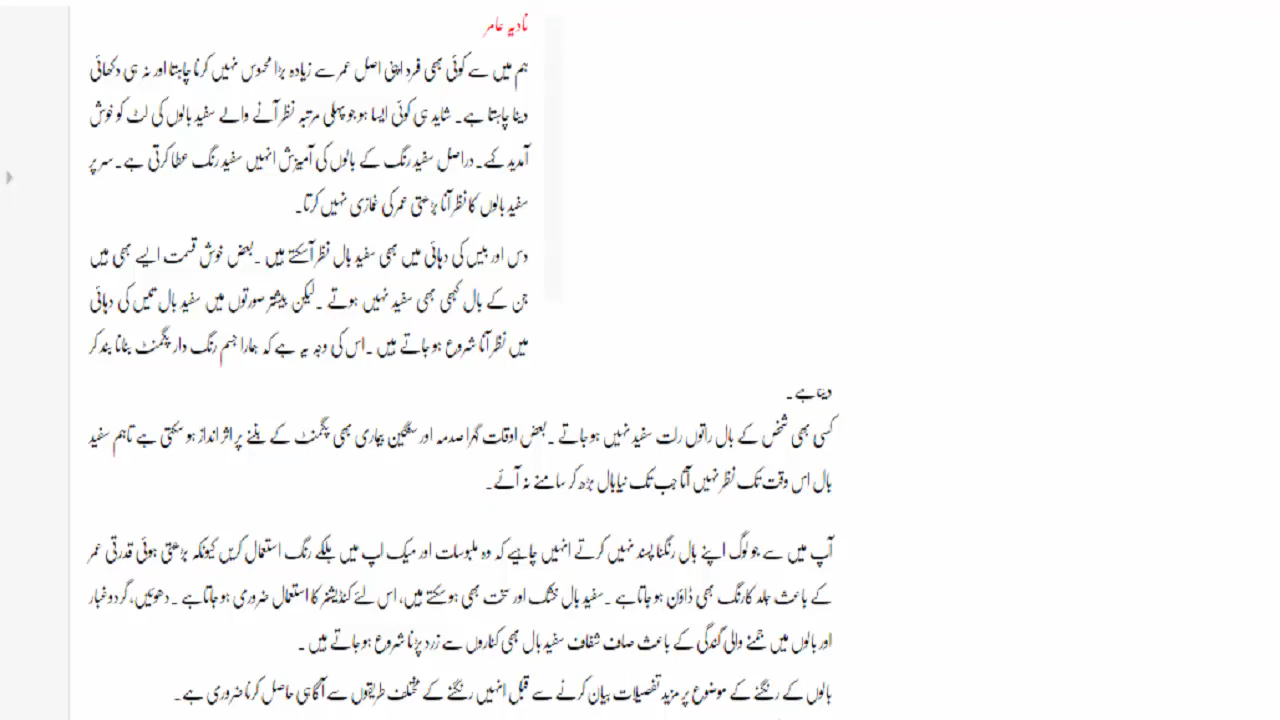 نادیہ عامر
ہم میں سے کوئی بھی فرد اپنی اصل عمر سے زیادہ بڑا محسوس نہیں کرنا چاہتا اور نہ ہی دکھائی
دینا چاہتا ہے۔ شاید ہی کوئی ایسا ہو جو پہلی مرتبہ نظر آنے والے سفید بالوں کی لٹ کو خوش
آمدید کہے۔ دراصل سفید رنگ کے بالوں کی آمیزش انہیں سفید رنگ عطا کرتی ہے۔ سر پر
سفید بالوں کا نظر آنا بڑھتی عمر کی غمازی نہیں کرتا۔
دس اور بیس کی دہائی میں بھی سفید بال نظر آسکتے ہیں۔ بعض خوش قسمت ایسے بھی ہیں
جن کے بال کبھی بھی سفید نہیں ہوتے۔ لیکن بیشتر صورتوں میں سفید بال تیس کی دہائی
میں نظر آنا شروع ہو جاتے ہیں۔ اس کی وجہ یہ ہے کہ ہمارا جسم رنگ دار پگمنٹ بنانا بند کر
دیتا ہے۔
کسی بھی شخص کے بال راتوں رات سفید نہیں ہو جاتے۔ بعض اوقات گہرا صدمہ اور سنگین بیماری بھی پگمنٹ کے بننے پر اثر انداز ہو سکتی ہے تاہم سفید
بال اس وقت تک نظر نہیں آتا جب تک نیا بال بڑھ کر سامنے نہ آئے۔
آپ میں سے جو لوگ اپنے بال رنگنا پسند نہیں کرتے انہیں چاہیے کہ وہ ملبوسات اور میک اپ میں ہلکے رنگ استعمال کریں کیونکہ بڑھتی ہوئی قدرتی عمر
کے باعث جلد کا رنگ بھی ڈاؤن ہو جاتا ہے۔ سفید بال خشک اور سخت بھی ہو سکتے ہیں، اس لئے کنڈیشنر کا استعمال ضروری ہو جاتا ہے۔ دھوئیں، گرد و غبار
اور بالوں میں جمنے والی گندگی کے باعث صاف شفاف سفید بال بھی کناروں سے زرد پڑنا شروع ہو جاتے ہیں۔
بالوں کے رنگنے کے موضوع پر مزید تفصیلات بیان کرنے سے قبل انہیں رنگنے کے مختلف طریقوں سے آگاہی حاصل کرنا ضروری ہے۔